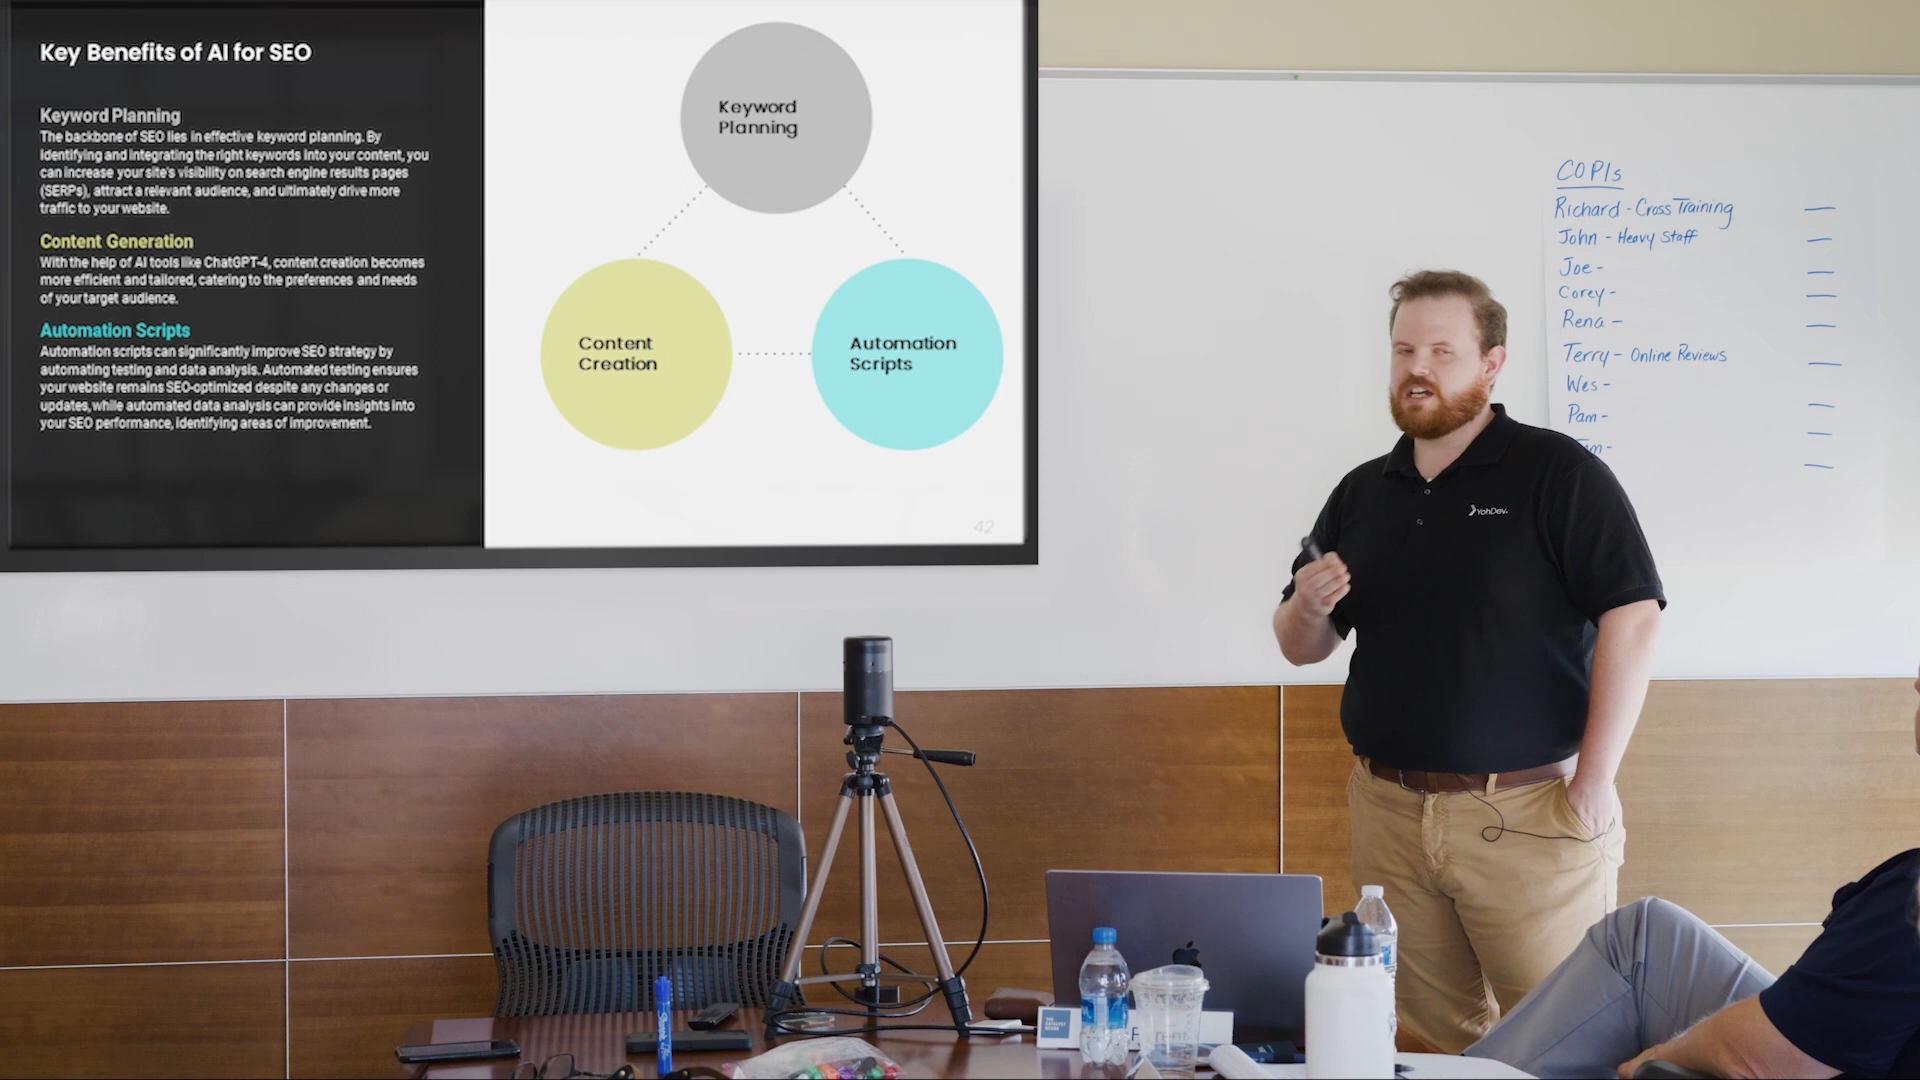 Key Benefits of AI for SEO
Keyword Planning
The backbone of SEO lies in effective keyword planning. By
identifying and integrating the right keywords into your content, you
can increase your site's visibility on search engine results pages
(SERPs), attract a relevant audience, and ultimately drive more
traffic to your website.
Content Generation
With the help of AI tools like ChatGPT-4, content creation becomes
more efficient and tailored, catering to the preferences and needs
of your target audience.
Automation Scripts
Automation scripts can significantly improve SEO strategy by
automating testing and data analysis. Automated testing ensures
your website remains SEO-optimized despite any changes or
updates, while automated data analysis can provide insights into
your SEO performance, identifying areas of improvement.
Keyword
Planning
Content
Creation
Automation
Scripts
42
COPIs
Richard - Cross Training
John - Heavy Staff
Joe -
Corey -
Rena -
Terry - Online Reviews
Wes -
Pam -
YohDev.
THE
CATALYST